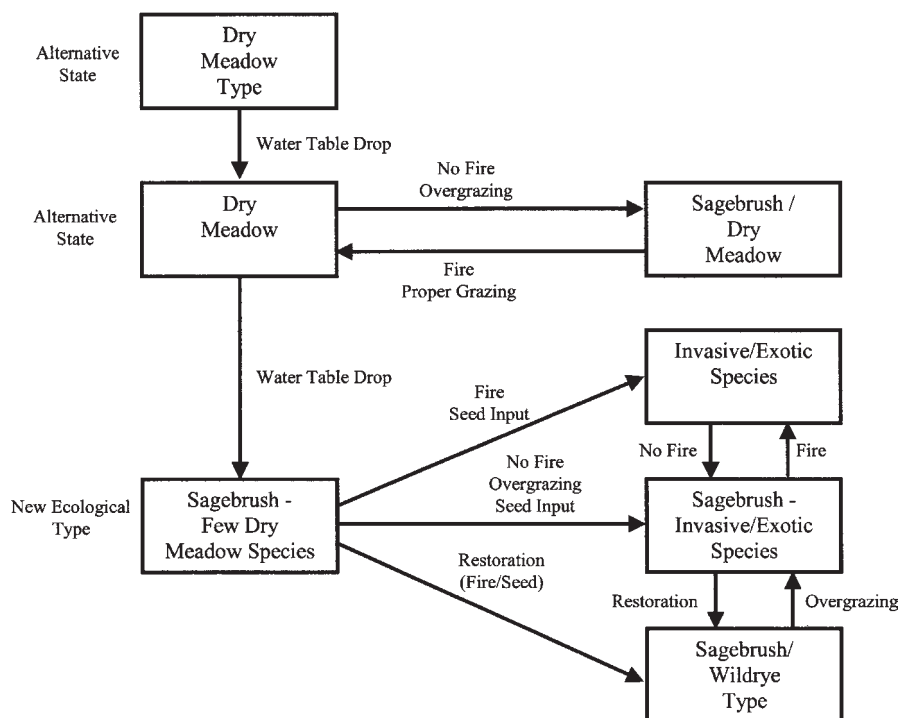 Alternative
State
Dry
Meadow
Type
Water Table Drop
No Fire
Overgrazing
Alternative
State
Dry
Meadow
Sagebrush /
Dry
Meadow
Fire
Proper Grazing
Water Table Drop
Invasive/Exotic
Species
Fire
Seed Input
No Fire
Fire
No Fire
Overgrazing
Seed Input
New Ecological
Type
Sagebrush -
Few Dry
Meadow Species
Sagebrush -
Invasive/Exotic
Species
Restoration
(Fire/Seed)
Restoration
Overgrazing
Sagebrush/
Wildrye
Type